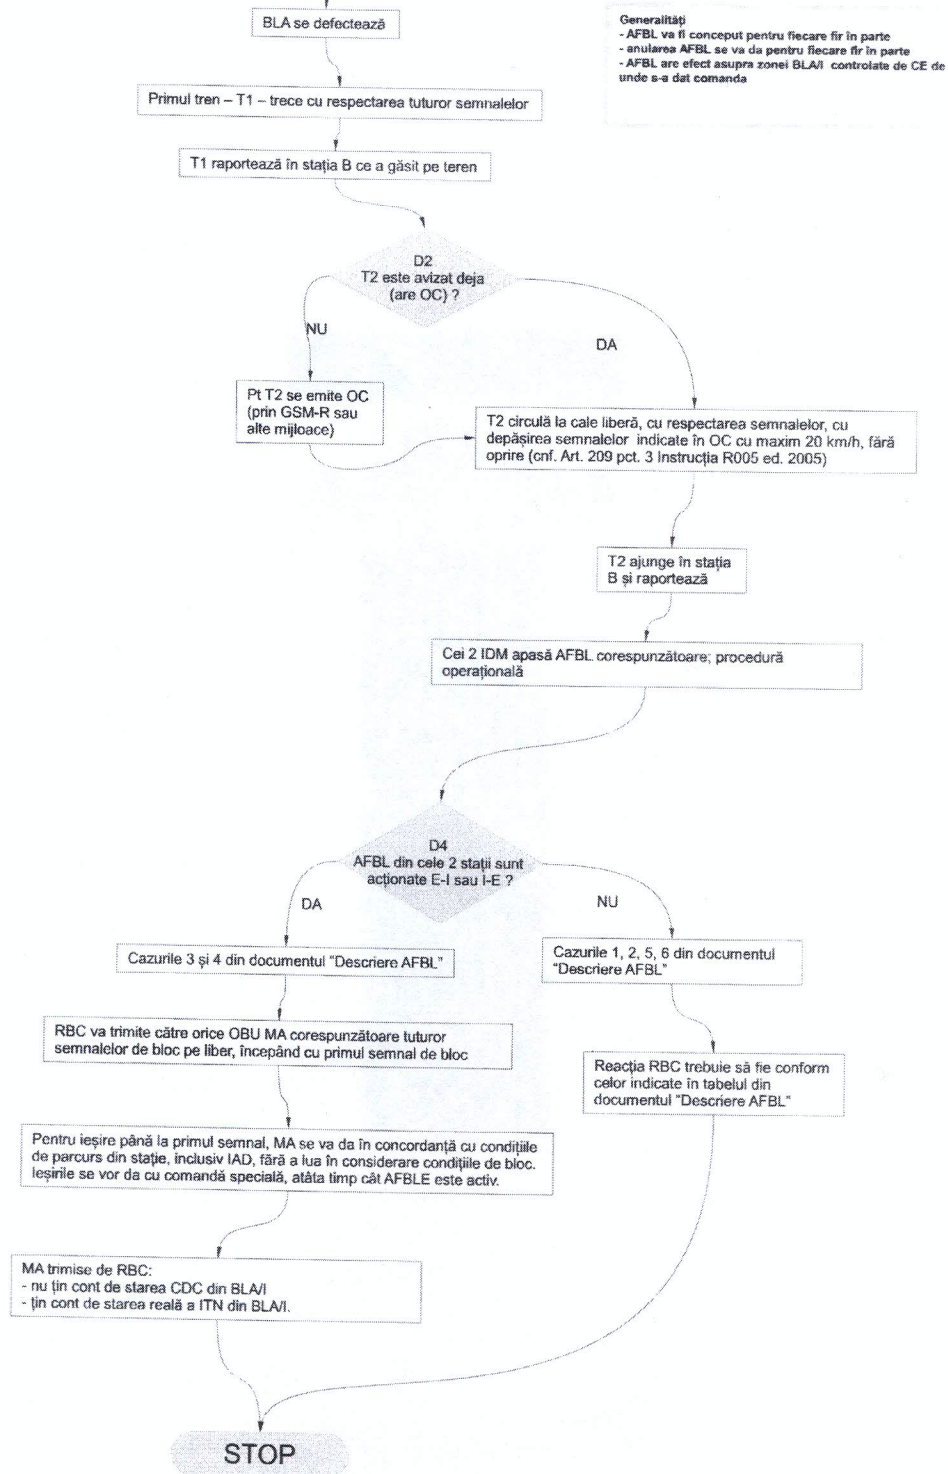 BLA se defectează
Generalități
- AFBL va fi conceput pentru fiecare fir în parte
- anularea AFBL se va da pentru fiecare fir în parte
- AFBL are efect asupra zonei BLA/I controlate de CE de
unde s-a dat comanda
Primul tren – T1 – trece cu respectarea tuturor semnalelor
T1 raportează în stația B ce a găsit pe teren
D2
T2 este avizat deja
(are OC) ?
NU
DA
Pt T2 se emite OC
(prin GSM-R sau
alte mijloace)
T2 circulă la cale liberă, cu respectarea semnalelor, cu
depășirea semnalelor indicate în OC cu maxim 20 km/h, fără
oprire (cnf. Art. 209 pct. 3 Instrucția R005 ed. 2005)
T2 ajunge în stația
B și raportează
Cei 2 IDM apasă AFBL corespunzătoare; procedură
operațională
D4
AFBL din cele 2 stații sunt
acționate E-I sau I-E ?
DA
NU
Cazurile 3 și 4 din documentul "Descriere AFBL"
Cazurile 1, 2, 5, 6 din documentul
"Descriere AFBL"
RBC va trimite către orice OBU MA corespunzătoare tuturor
semnalelor de bloc pe liber, începând cu primul semnal de bloc
Reacția RBC trebuie să fie conform
celor indicate în tabelul din
documentul "Descriere AFBL"
Pentru ieșire până la primul semnal, MA se va da în concordanță cu condițiile
de parcurs din stație, inclusiv IAD, fără a lua în considerare condițiile de bloc.
Ieșirile se vor da cu comandă specială, atâta timp cât AFBLE este activ.
MA trimise de RBC:
- nu țin cont de starea CDC din BLA/I
- țin cont de starea reală a ITN din BLA/I.
STOP